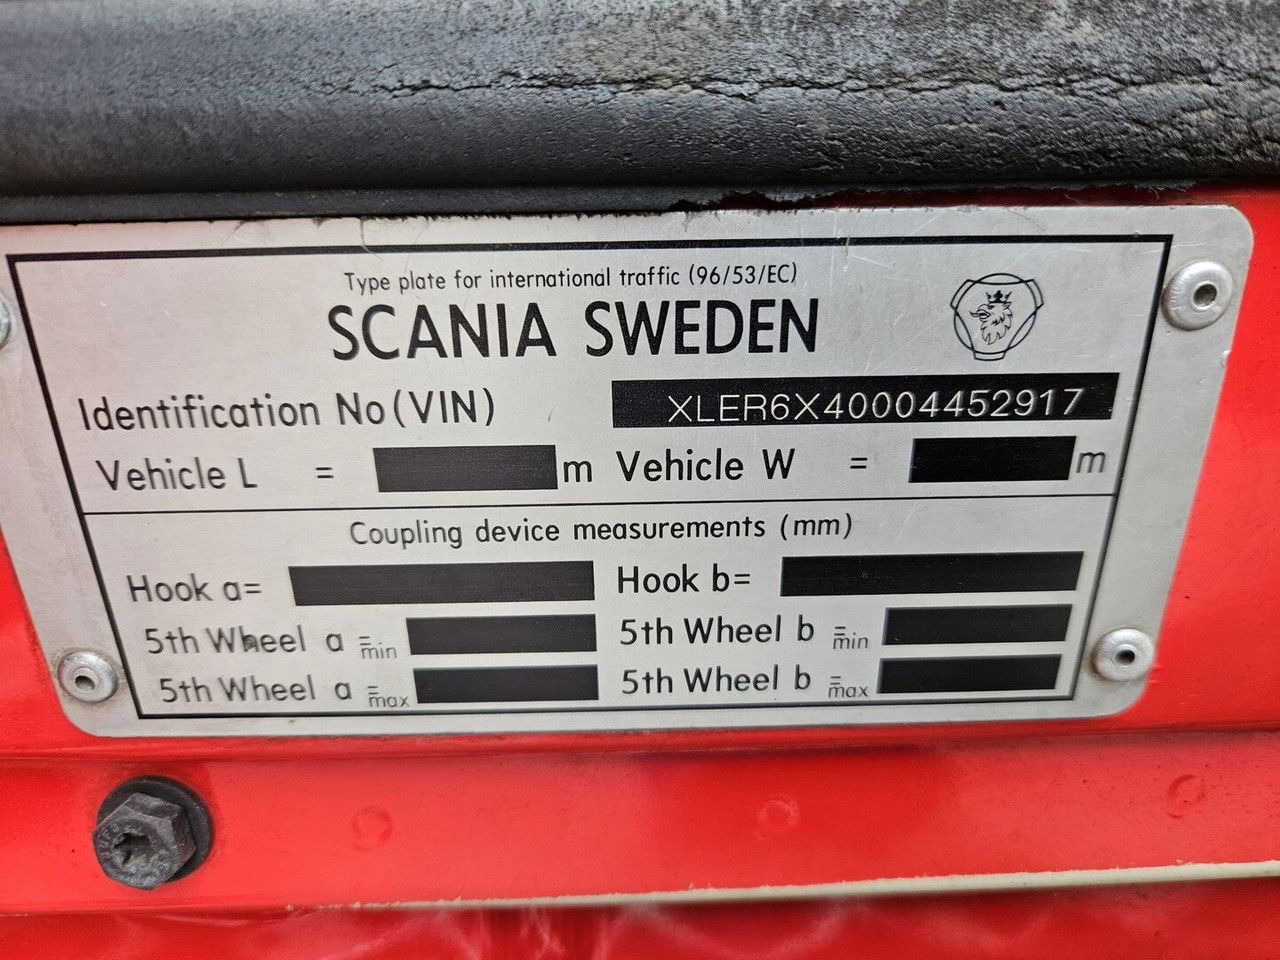 Type plate for international traffic (96/53/EC)
SCANIA SWEDEN
Identification No (VIN) XLER6X40004452917
Vehicle L = m Vehicle W = m
Coupling device measurements (mm)
Hook a= Hook b=
5th Wheel a = min 5th Wheel b = min
5th Wheel a = max 5th Wheel b = max